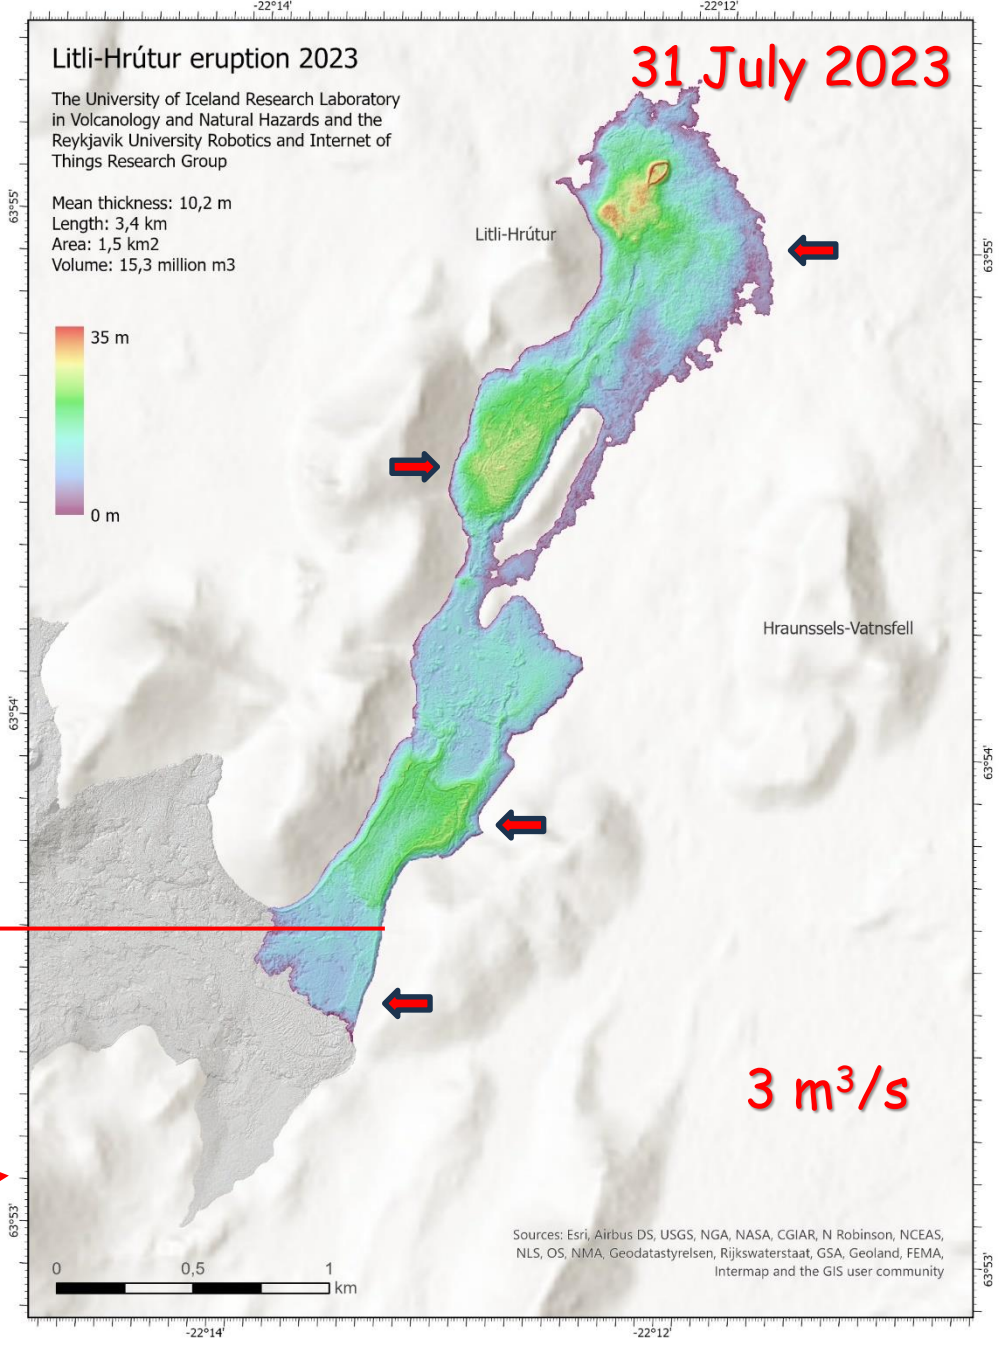 -22°14'
-22°12'
Litli-Hrútur eruption 2023
31 July 2023
The University of Iceland Research Laboratory
in Volcanology and Natural Hazards and the
Reykjavik University Robotics and Internet of
Things Research Group
Mean thickness: 10,2 m
Length: 3,4 km
Area: 1,5 km2
Volume: 15,3 million m3
63°55'
Litli-Hrútur
63°55'
35 m
0 m
Hraunssels-Vatnsfell
63°54'
63°54'
3 m³/s
63°53'
Sources: Esri, Airbus DS, USGS, NGA, NASA, CGIAR, N Robinson, NCEAS,
NLS, OS, NMA, Geodatastyrelsen, Rijkswaterstaat, GSA, Geoland, FEMA,
Intermap and the GIS user community
63°53'
0 0,5 1
km
-22°14'
-22°12'